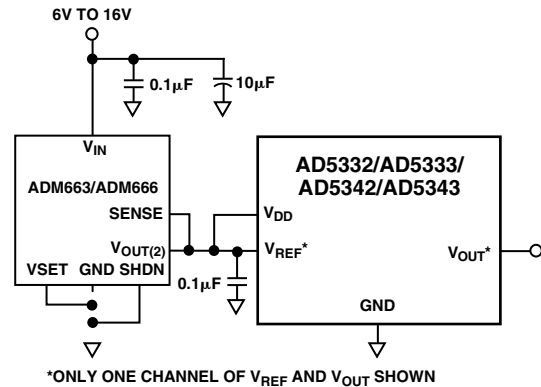 6V TO 16V
0.1μF
10μF
VIN
ADM663/ADM666
SENSE
VOUT(2)
VSET GND SHDN
0.1μF
AD5332/AD5333/
AD5342/AD5343
VDD
VREF*
VOUT*
GND
*ONLY ONE CHANNEL OF VREF AND VOUT SHOWN